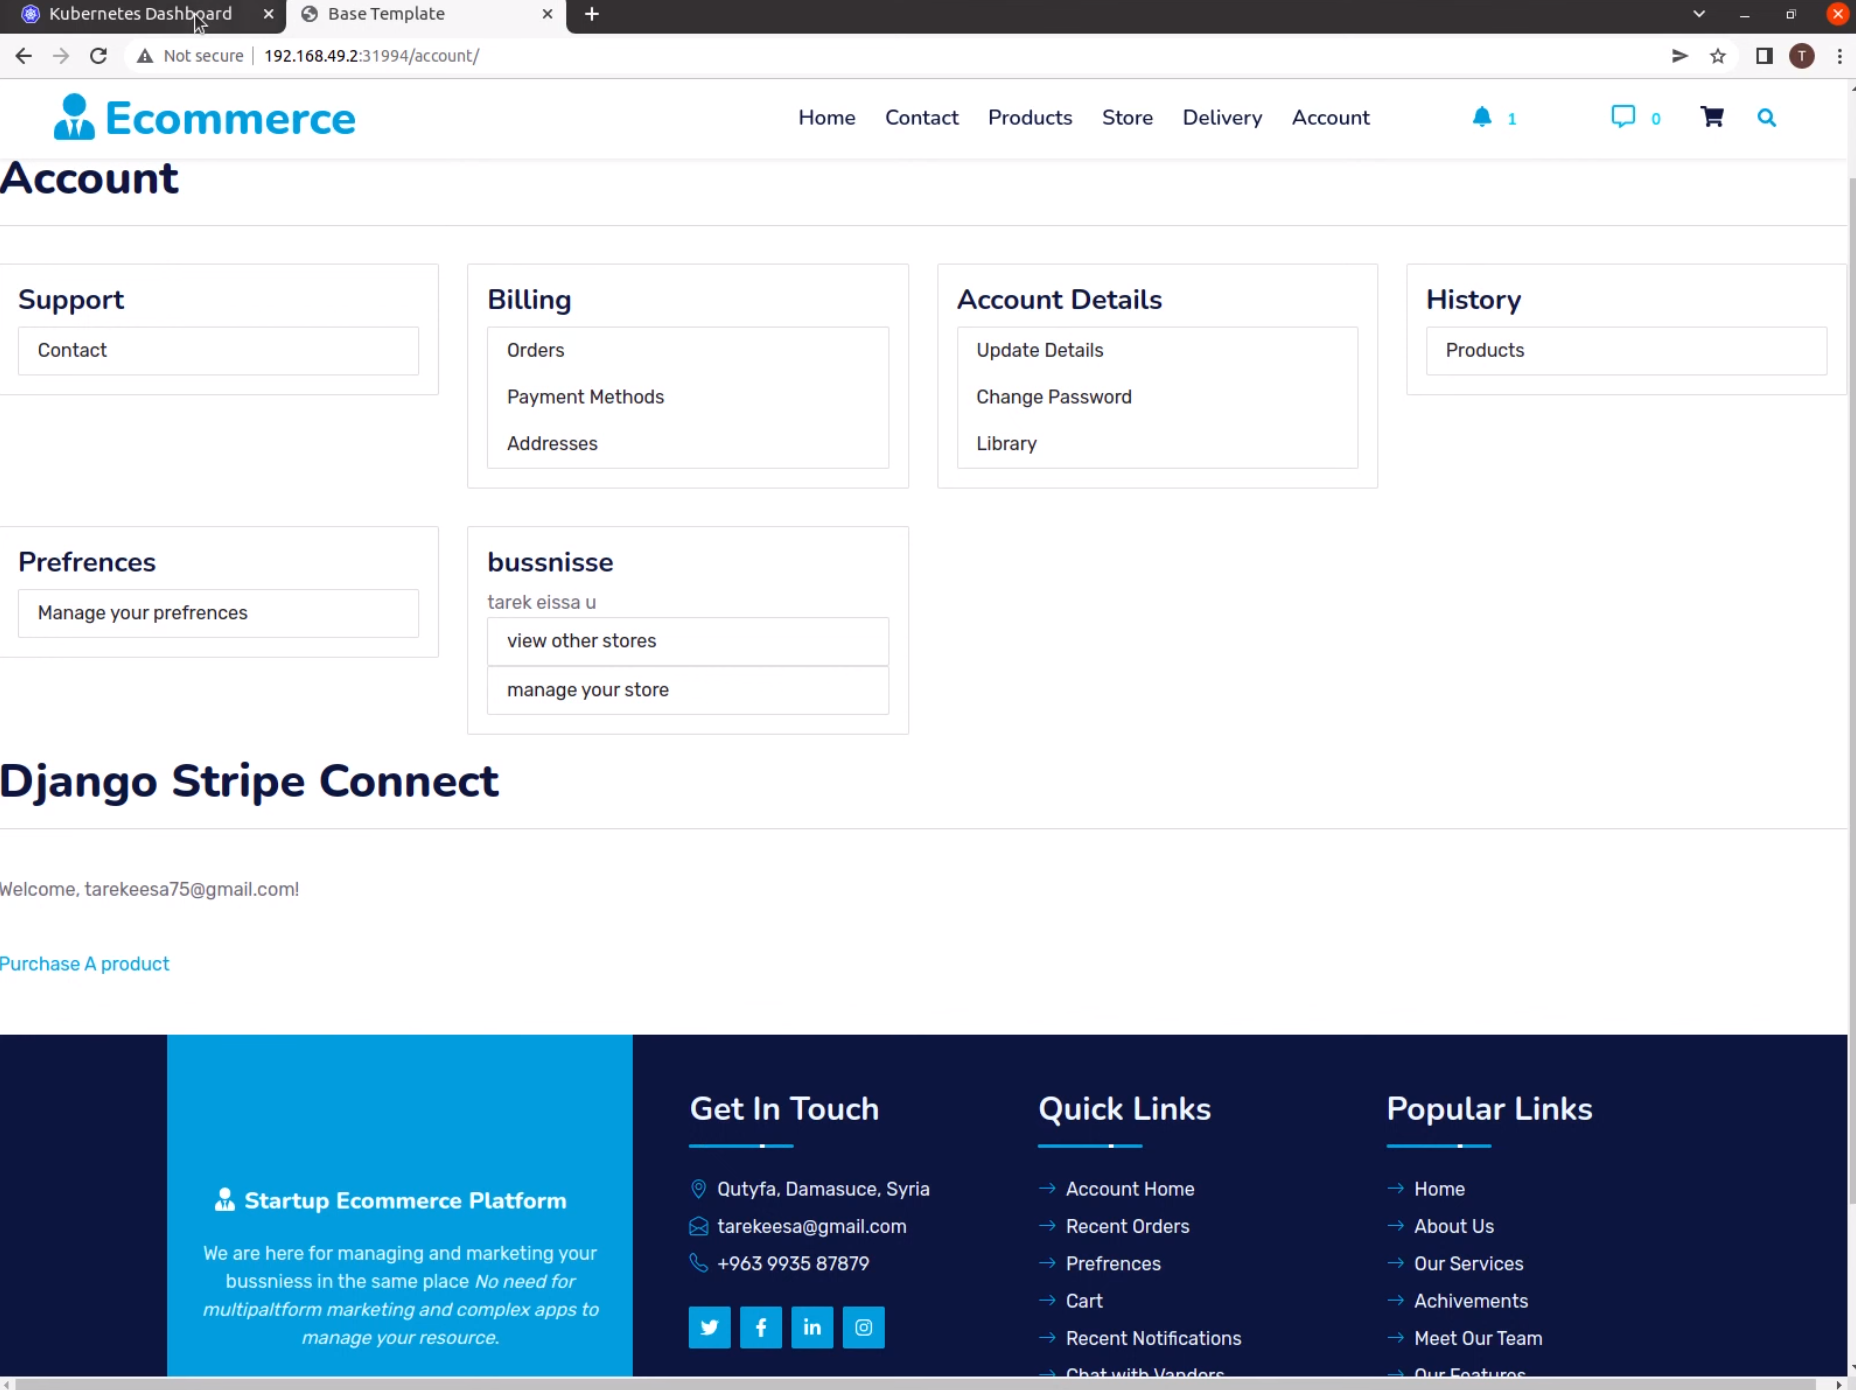 Kubernetes Dashboard
Base Template
Not secure
192.168.49.2:31994/account/
T
Ecommerce
Home
Contact
Products
Store
Delivery
Account
1
0
Account
Support
Contact
Billing
Orders
Payment Methods
Addresses
Account Details
Update Details
Change Password
Library
History
Products
Prefrences
Manage your prefrences
bussnisse
tarek eissa u
view other stores
manage your store
Django Stripe Connect
Welcome, tarekeesa75@gmail.com!
Purchase A product
Startup Ecommerce Platform
We are here for managing and marketing your
bussniess in the same place No need for
multipaltform marketing and complex apps to
manage your resource.
Get In Touch
Qutyfa, Damasuce, Syria
tarekeesa@gmail.com
+963 9935 87879
Quick Links
Account Home
Recent Orders
Prefrences
Cart
Recent Notifications
Chat with Vanders
Popular Links
Home
About Us
Our Services
Achivements
Meet Our Team
Our Features